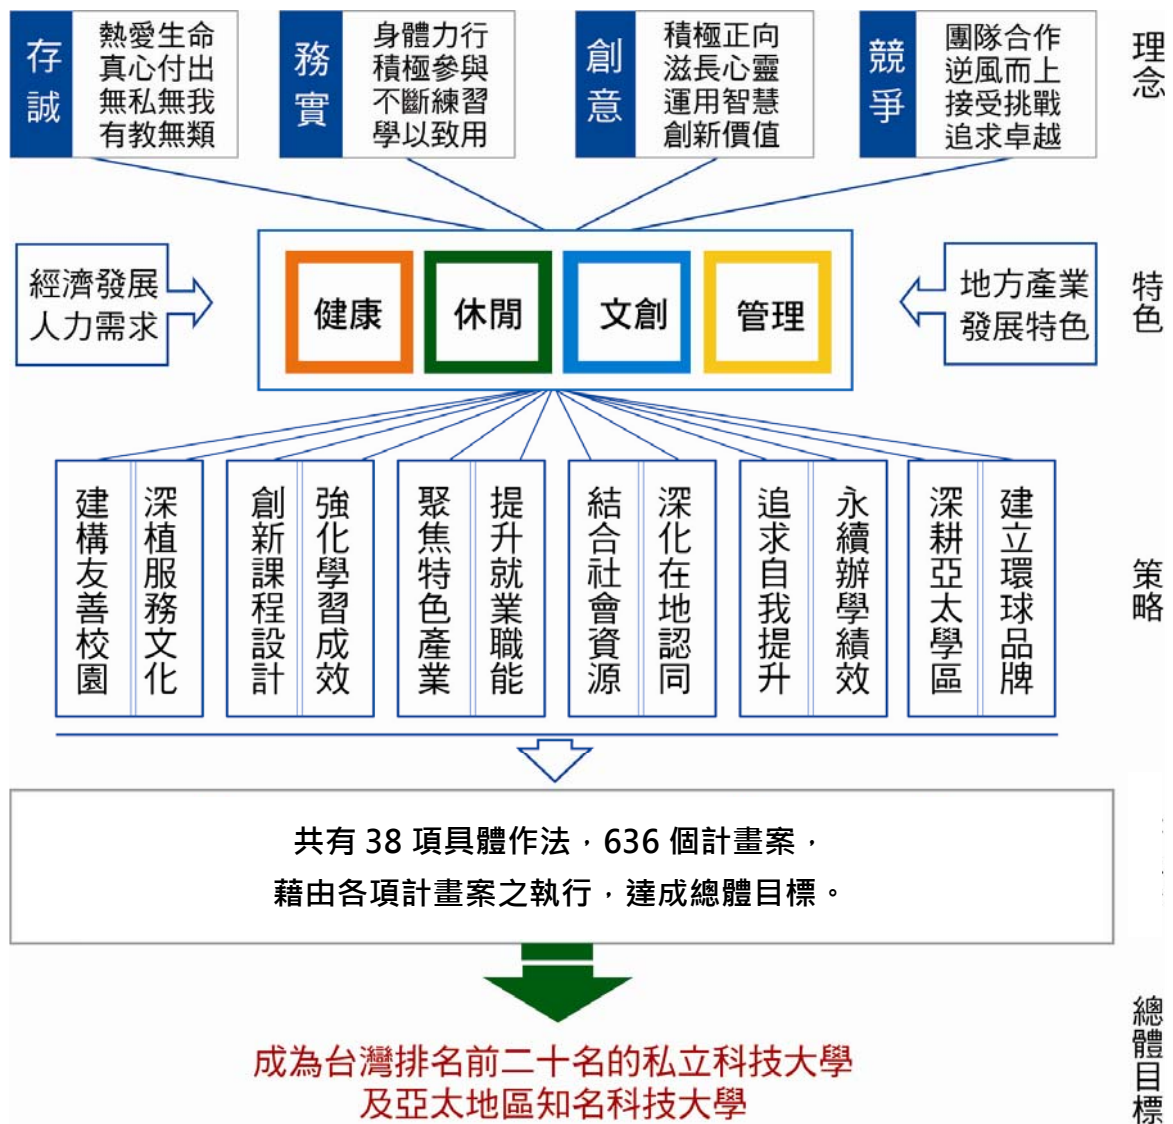 存誠
熱愛生命
真心付出
無私無我
有教無類
務實
身體力行
積極參與
不斷練習
學以致用
創意
積極正向
滋長心靈
運用智慧
創新價值
競爭
團隊合作
逆風而上
接受挑戰
追求卓越
理念
經濟發展
人力需求
健康
休閒
文創
管理
地方產業
發展特色
特色
建構友善校園
深植服務文化
創新課程設計
強化學習成效
聚焦特色產業
提升就業職能
結合社會資源
深化在地認同
追求自我提升
永續辦學績效
深耕亞太學區
建立環球品牌
策略
共有 38 項具體作法，636 個計畫案，
藉由各項計畫案之執行，達成總體目標。
成為台灣排名前二十名的私立科技大學
及亞太地區知名科技大學
總體目標